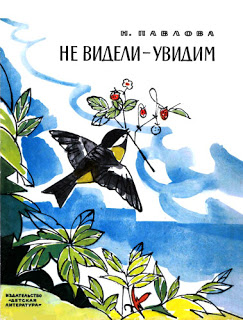 Н. ПАВЛОВА
НЕ ВИДЕЛИ-УВИДИМ
ИЗДАТЕЛЬСТВО
"ДЕТСКАЯ
ЛИТЕРАТУРА"